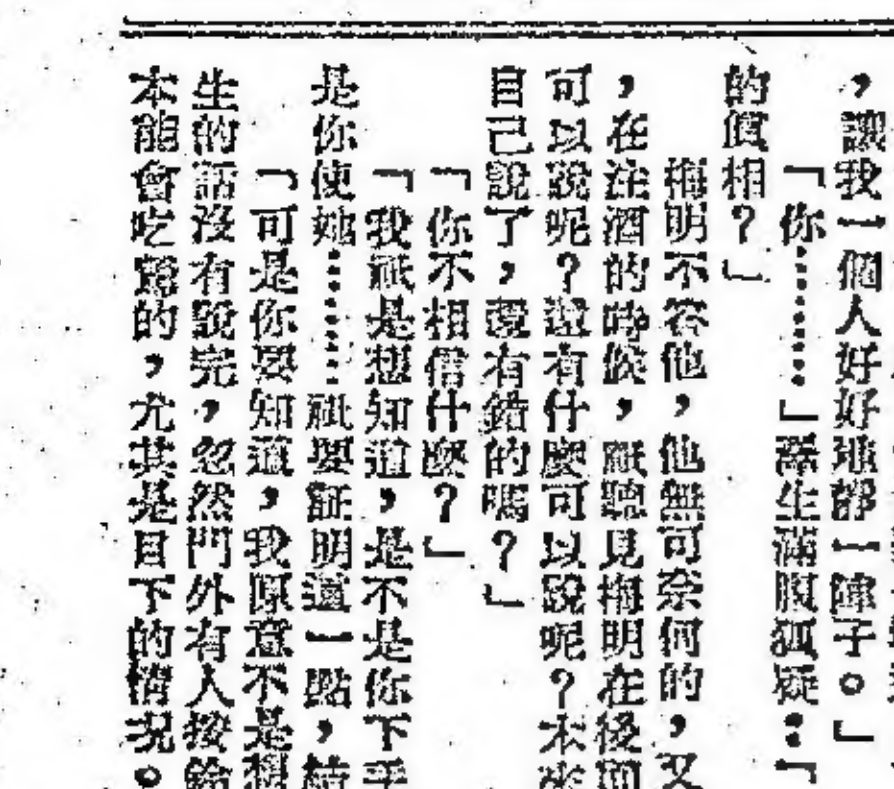 ，讓我一個人好好地靜一陣子。」
「你………」潘生滿腹狐疑：「
的價相？」
梅明不答他，他無可奈何的，又
，在注酒的時候，祇聽見梅明在後面
可以說呢？還有什麼可以說呢？本來
自己說了，還有錯的嗎？」
「你不相信什麼？」
「我祇是想知道，是不是你下手
是你使她………祇要証明這一點，
「可是你要知道，我原意不是想
生的話沒有說完，忽然門外有人按鈴
本能會吃驚的，尤其是目下的情況。